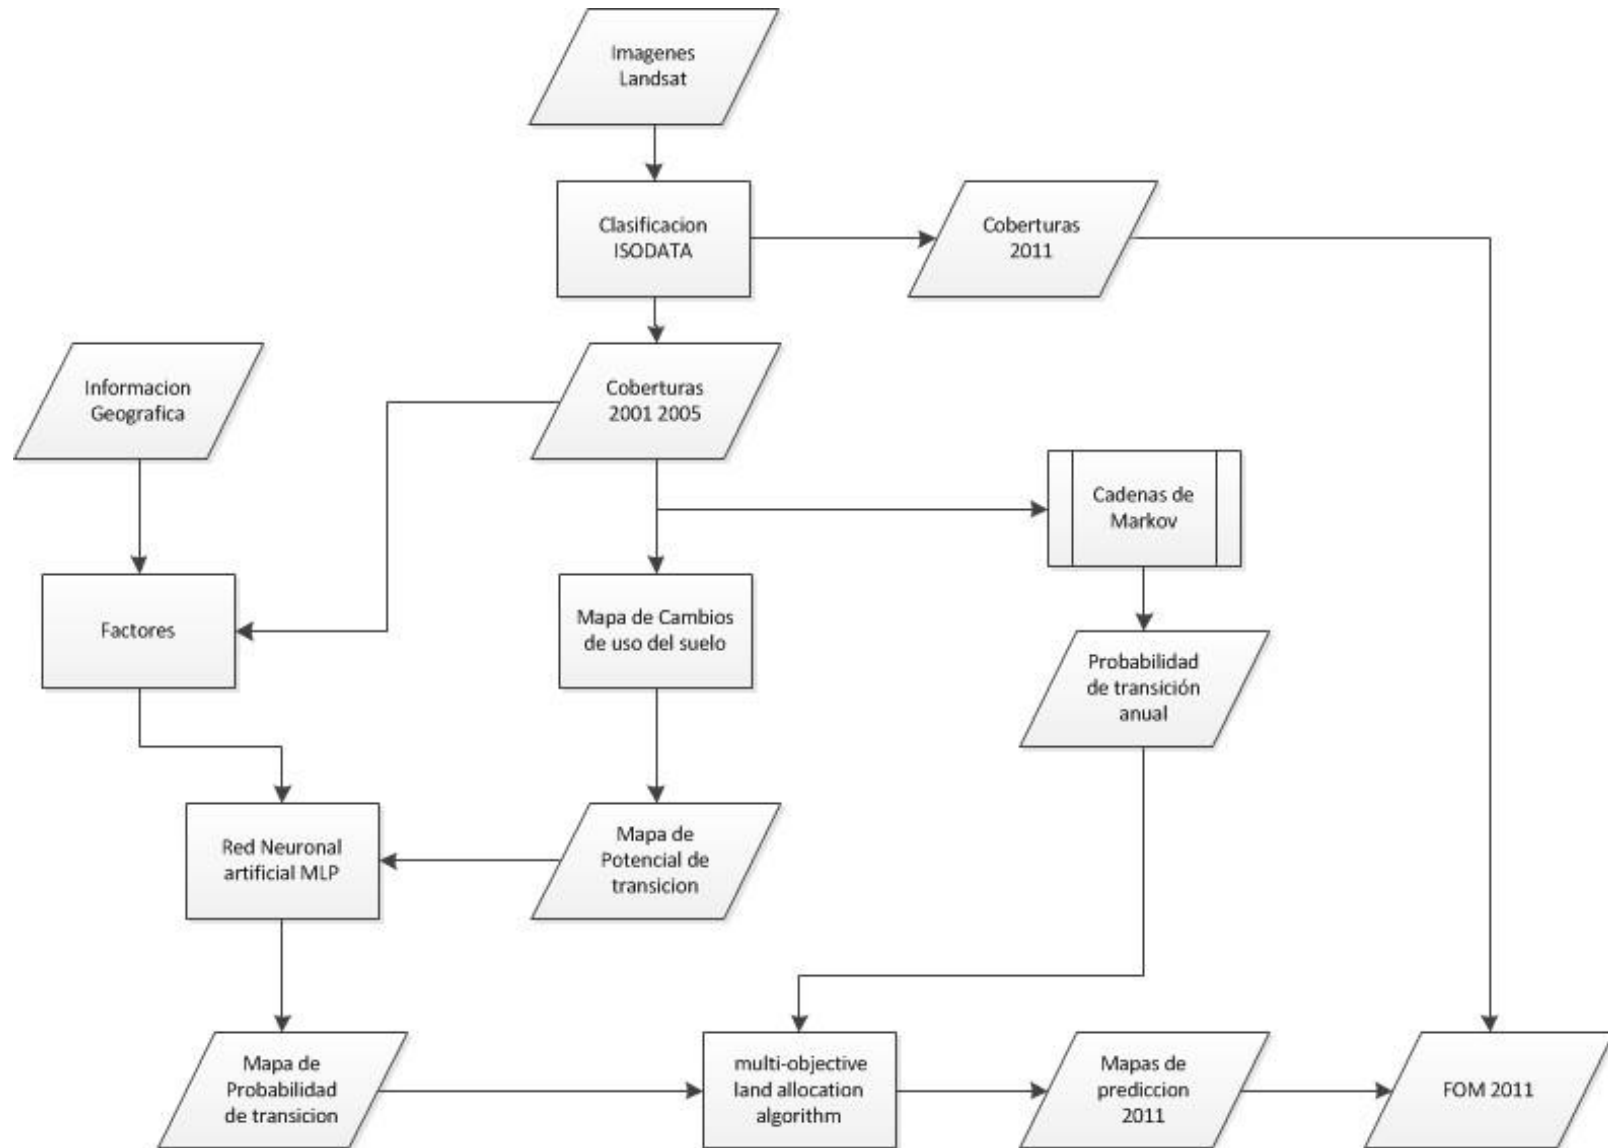 Imagenes
Landsat
Clasificacion
ISODATA
Coberturas
2011
Informacion
Geografica
Coberturas
2001 2005
Cadenas de
Markov
Factores
Mapa de Cambios
de uso del suelo
Probabilidad
de transición
anual
Red Neuronal
artificial MLP
Mapa de
Potencial de
transicion
Mapa de
Probabilidad
de transicion
multi-objective
land allocation
algorithm
Mapas de
prediccion
2011
FOM 2011